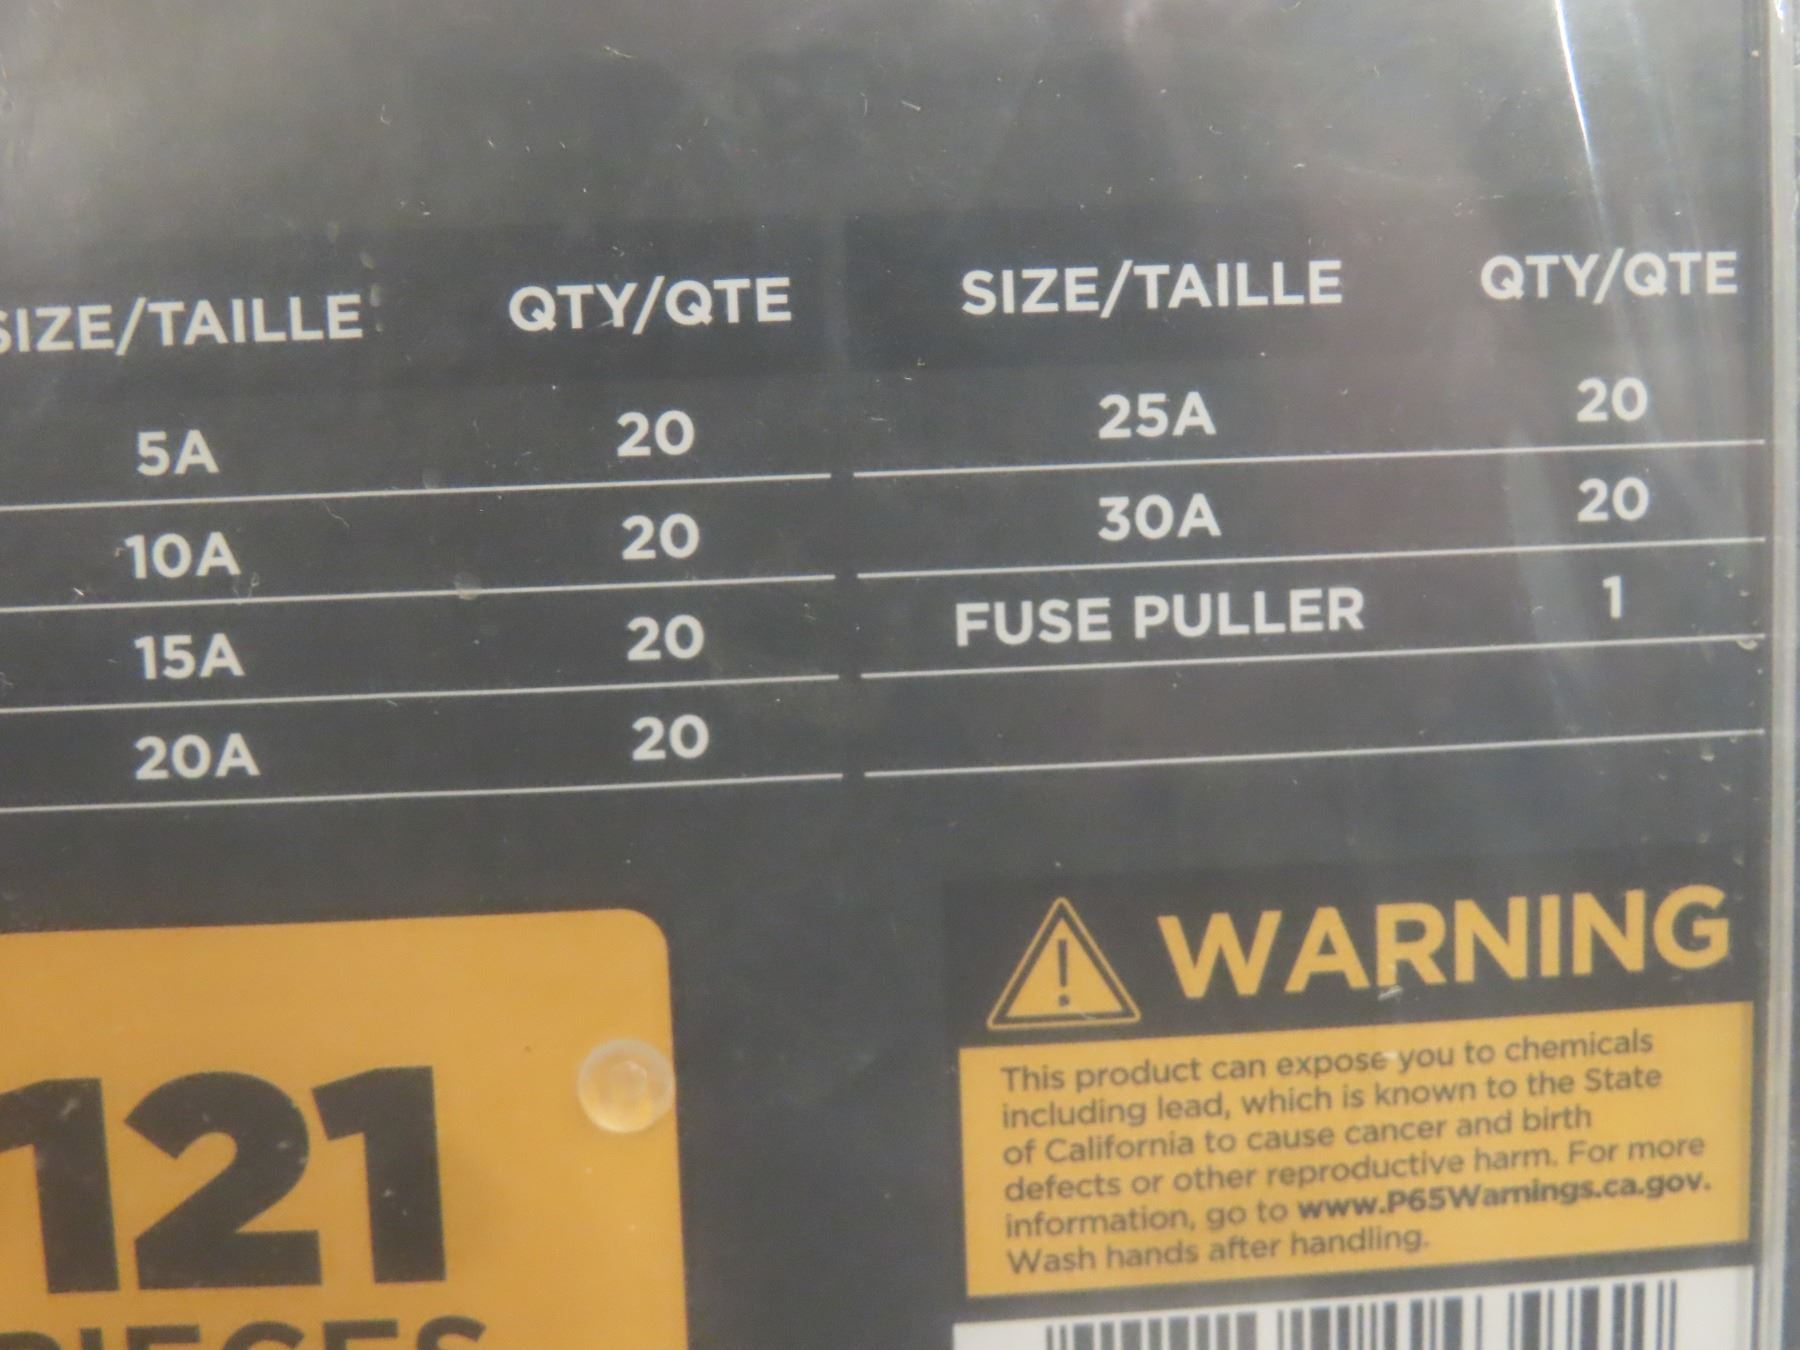 SIZE/TAILLE QTY/QTE SIZE/TAILLE QTY/QTE
5A 20 25A 20
10A 20 30A 20
15A 20 FUSE PULLER 1
20A 20
121
PIECES
WARNING
This product can expose you to chemicals
including lead, which is known to the State
of California to cause cancer and birth
defects or other reproductive harm. For more
information, go to www.P65Warnings.ca.gov.
Wash hands after handling.